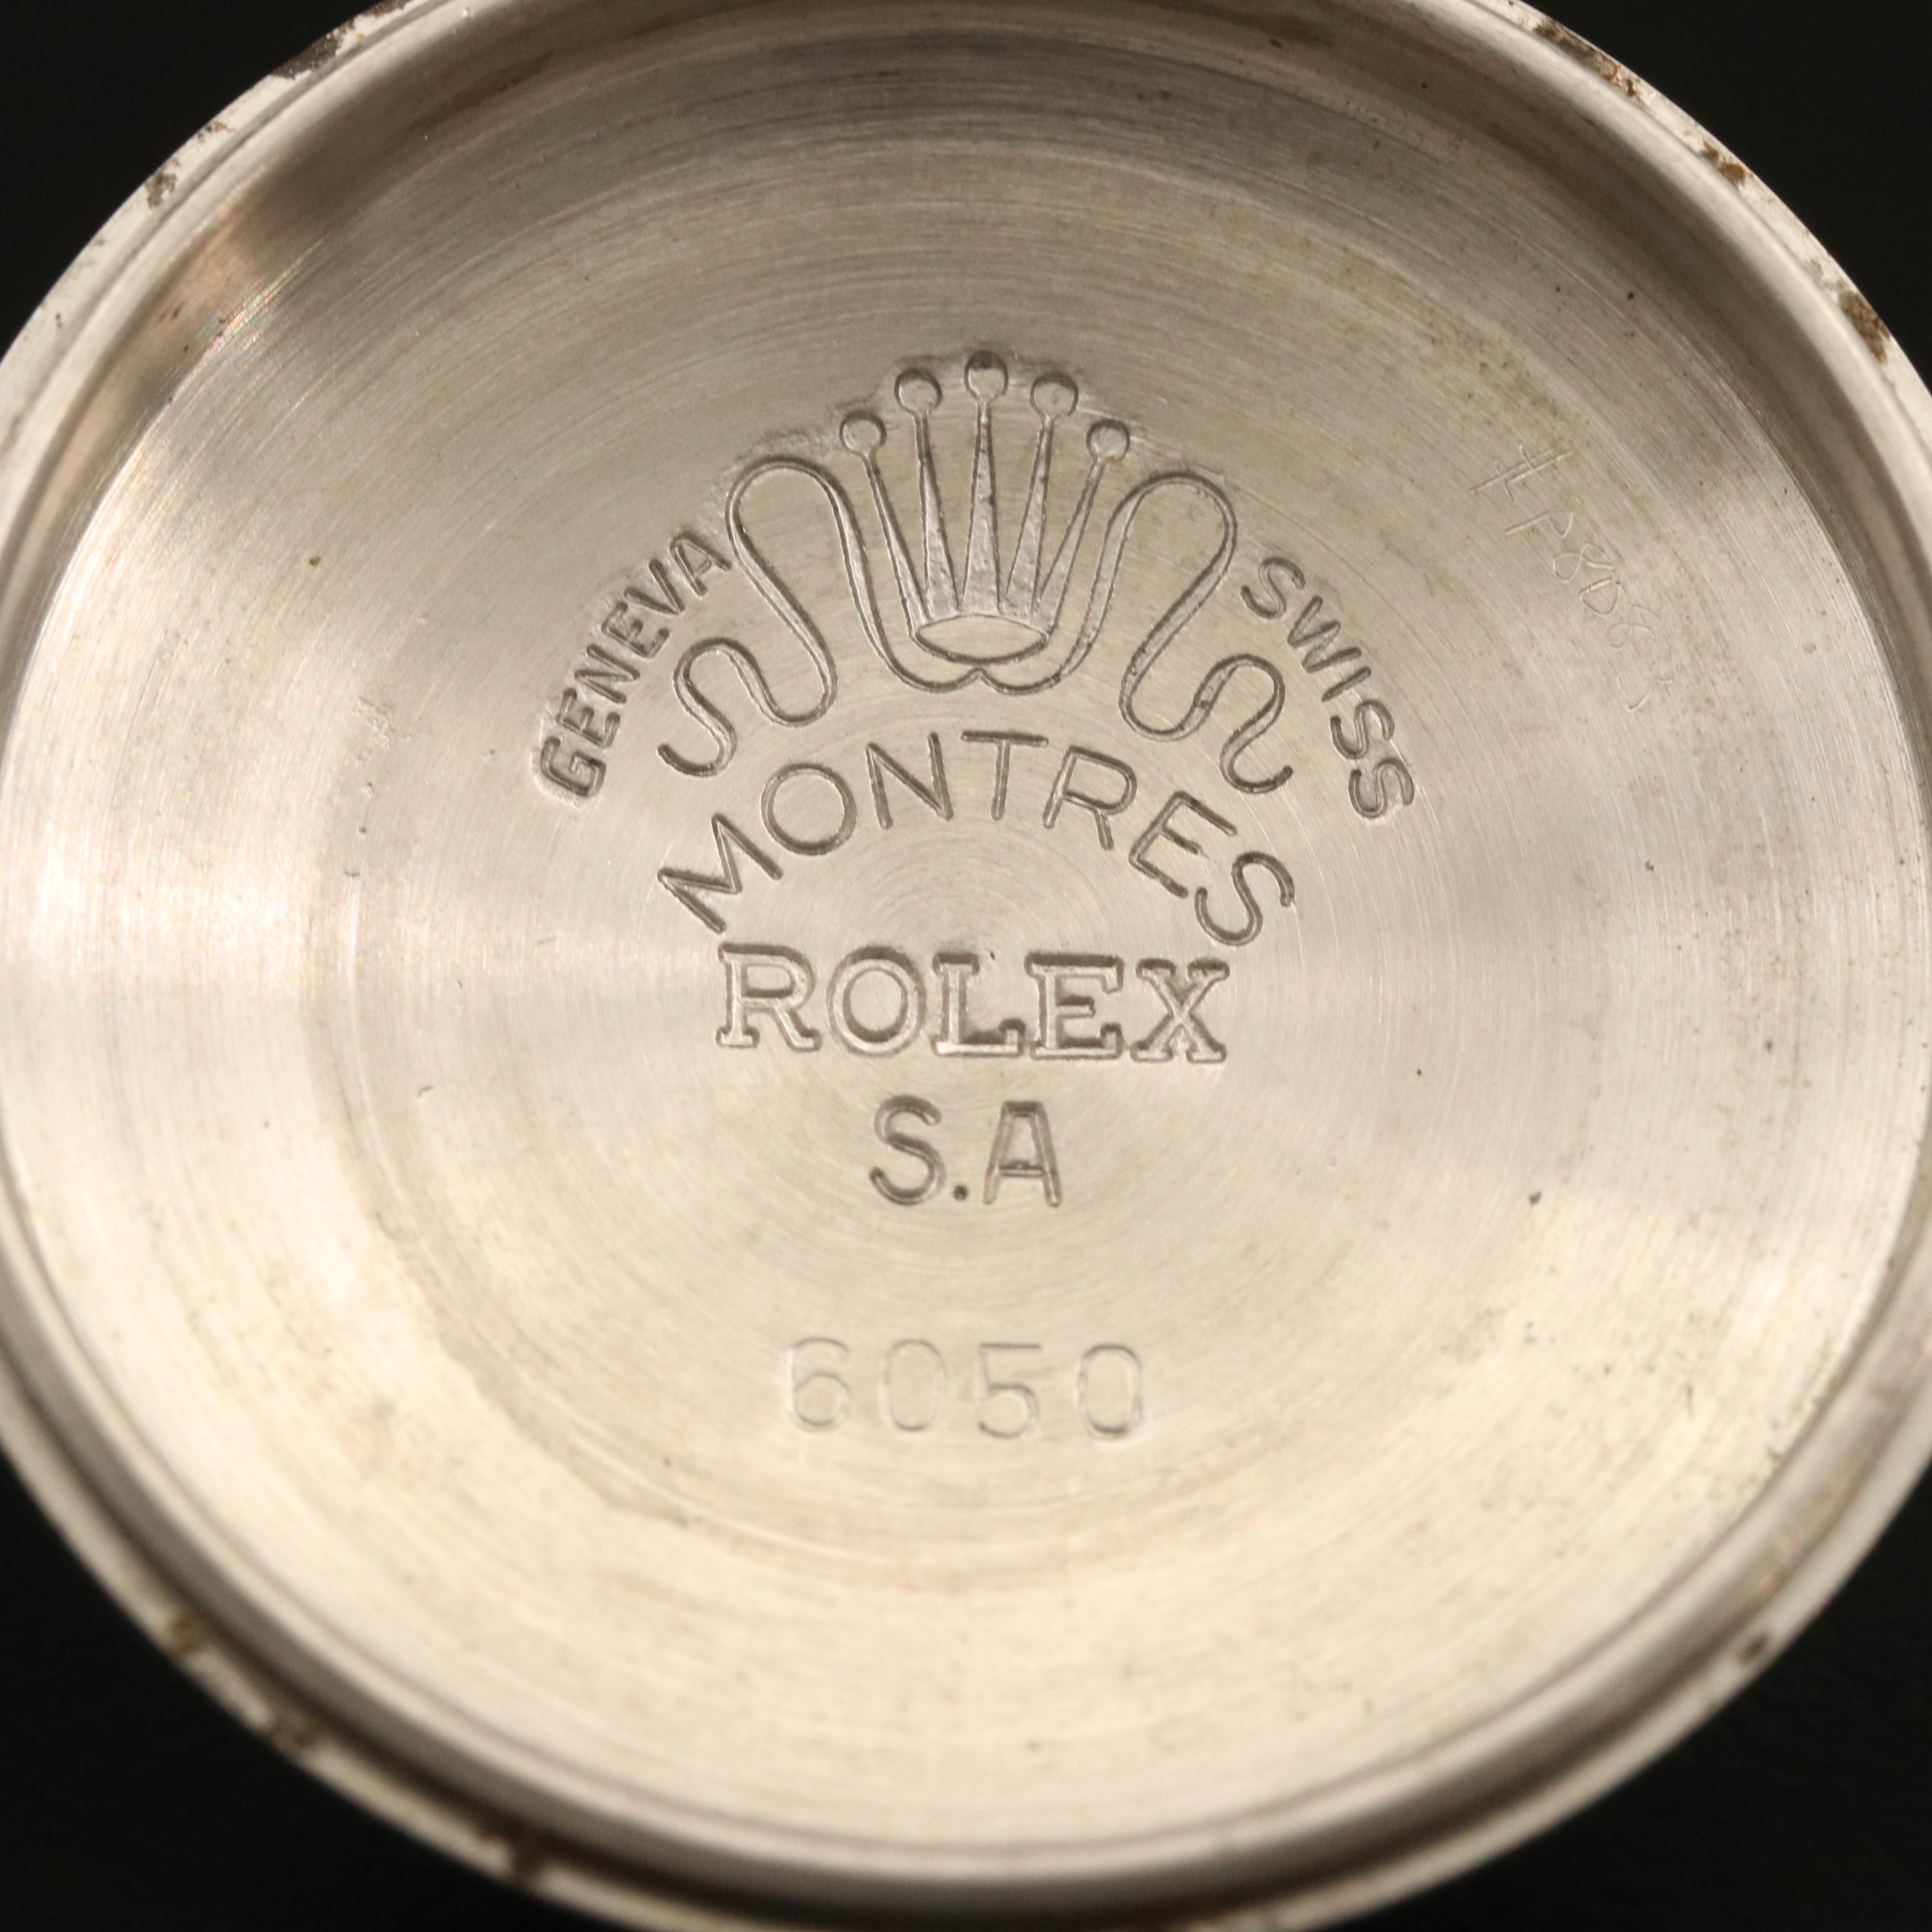 GENEVA
SWISS
MONTRES
ROLEX
S.A
6050